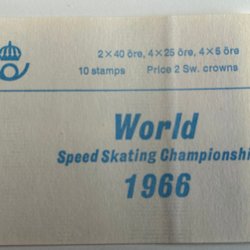 2×40 öre, 4×25 öre, 4×5 öre
10 stamps Price 2 Sw. crowns
World
Speed Skating Championshi
1966